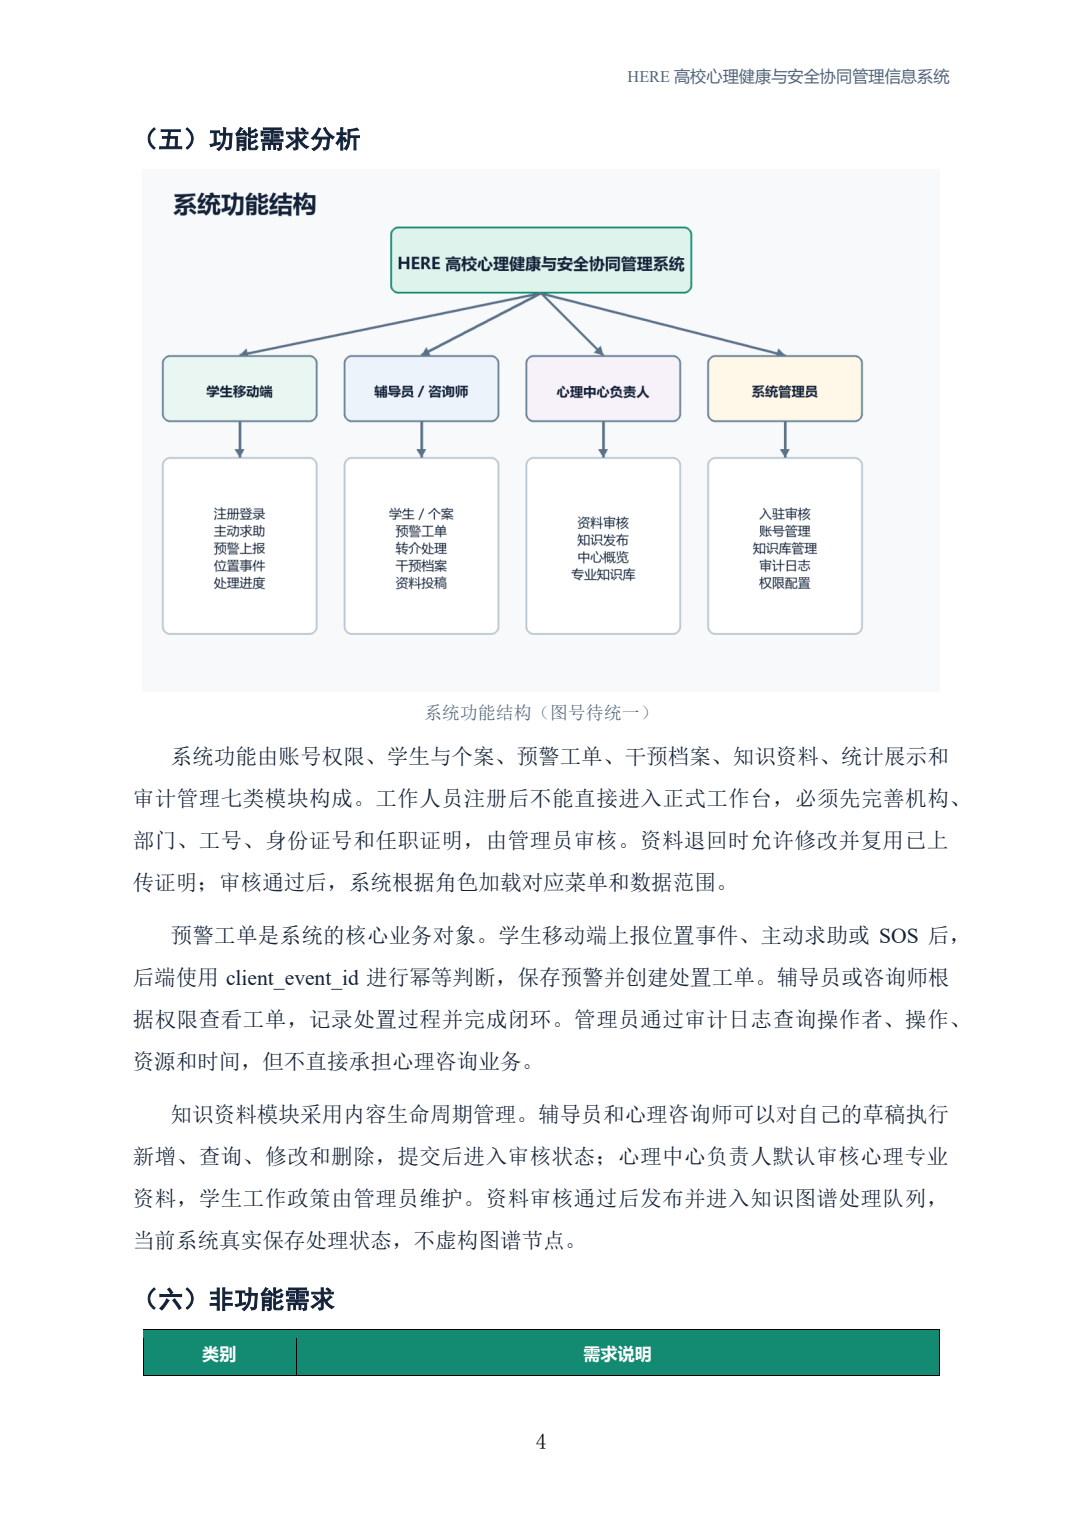 HERE 高校心理健康与安全协同管理信息系统
（五）功能需求分析
系统功能结构
HERE 高校心理健康与安全协同管理系统
学生移动端
辅导员 / 咨询师
心理中心负责人
系统管理员
注册登录
主动求助
预警上报
位置事件
处理进度
学生 / 个案
预警工单
转介处理
干预档案
资料投稿
资料审核
知识发布
中心概览
专业知识库
入驻审核
账号管理
知识库管理
审计日志
权限配置
系统功能结构（图号待统一）
系统功能由账号权限、学生与个案、预警工单、干预档案、知识资料、统计展示和
审计管理七类模块构成。工作人员注册后不能直接进入正式工作台，必须先完善机构、
部门、工号、身份证号和任职证明，由管理员审核。资料退回时允许修改并复用已上
传证明；审核通过后，系统根据角色加载对应菜单和数据范围。
预警工单是系统的核心业务对象。学生移动端上报位置事件、主动求助或 SOS 后，
后端使用 client_event_id 进行幂等判断，保存预警并创建处置工单。辅导员或咨询师根
据权限查看工单，记录处置过程并完成闭环。管理员通过审计日志查询操作者、操作、
资源和时间，但不直接承担心理咨询业务。
知识资料模块采用内容生命周期管理。辅导员和心理咨询师可以对自己的草稿执行
新增、查询、修改和删除，提交后进入审核状态；心理中心负责人默认审核心理专业
资料，学生工作政策由管理员维护。资料审核通过后发布并进入知识图谱处理队列，
当前系统真实保存处理状态，不虚构图谱节点。
（六）非功能需求
类别
需求说明
4